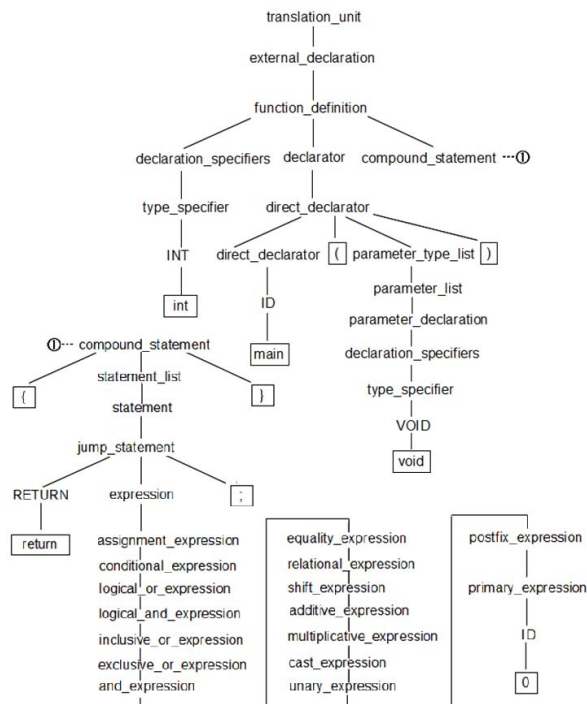 translation_unit
external_declaration
function_definition
declaration_specifiers declarator compound_statement ···①
type_specifier direct_declarator
INT direct_declarator ( parameter_type_list )
int ID parameter_list
main parameter_declaration
declaration_specifiers
type_specifier
VOID
void
①··· compound_statement
{ statement_list }
statement
jump_statement
RETURN expression ;
return
assignment_expression
conditional_expression
logical_or_expression
logical_and_expression
inclusive_or_expression
exclusive_or_expression
and_expression
equality_expression
relational_expression
shift_expression
additive_expression
multiplicative_expression
cast_expression
unary_expression
postfix_expression
primary_expression
ID
0